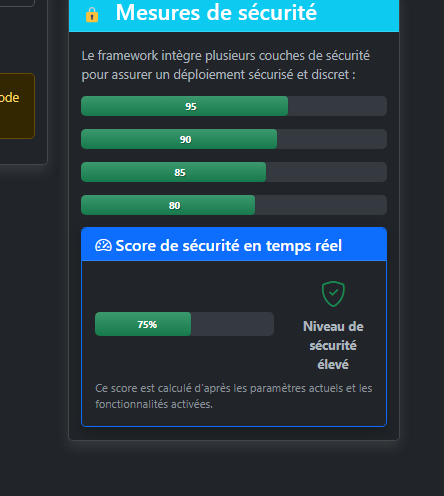 Mesures de sécurité
ode
Le framework intègre plusieurs couches de sécurité
pour assurer un déploiement sécurisé et discret :
95
90
85
80
Score de sécurité en temps réel
75%
Niveau de
sécurité
élevé
Ce score est calculé d'après les paramètres actuels et les
fonctionnalités activées.